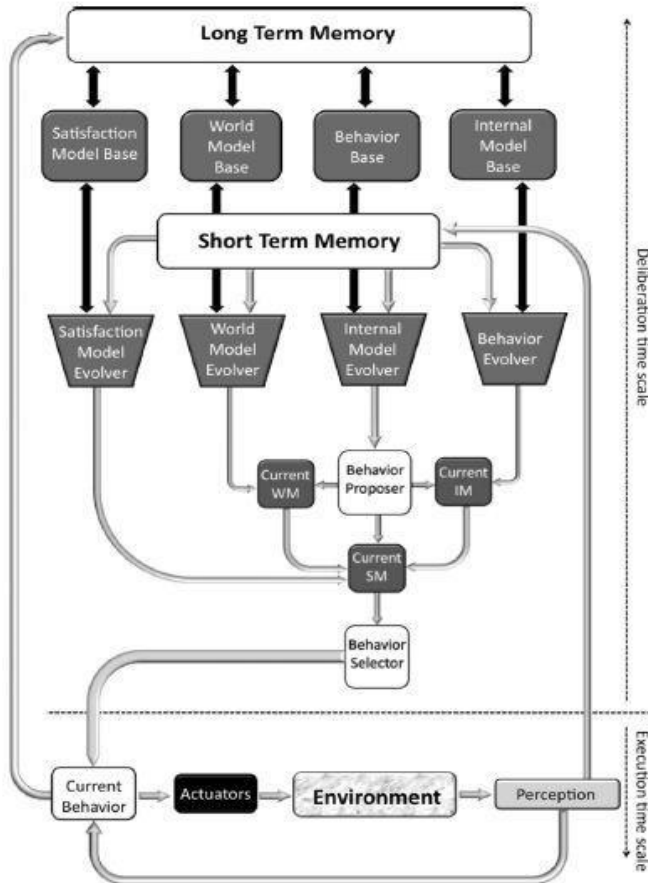 Long Term Memory
Satisfaction
Model Base
World
Model
Base
Behavior
Base
Internal
Model
Base
Short Term Memory
Satisfaction
Model
Evolver
World
Model
Evolver
Internal
Model
Evolver
Behavior
Evolver
Current
WM
Behavior
Proposer
Current
IM
Current
SM
Behavior
Selector
Deliberation time scale
Current
Behavior
Actuators
Environment
Perception
Execution time scale